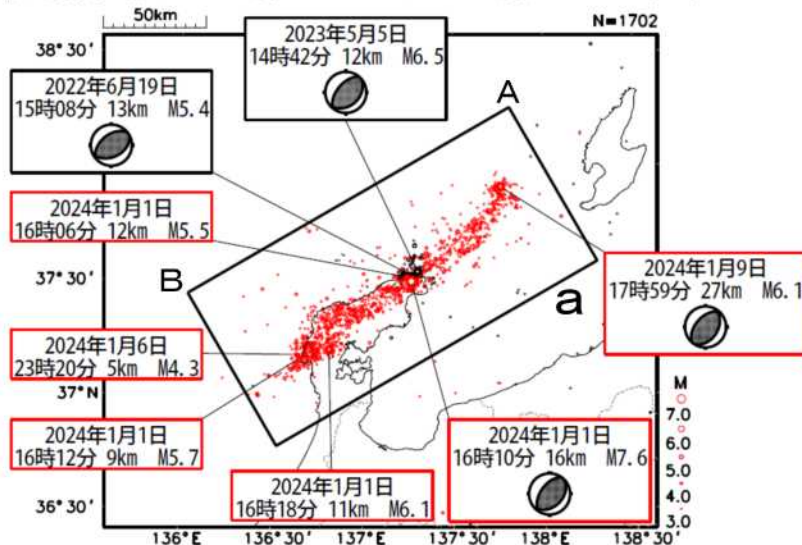 50km
N=1702
38°30′
2023年5月5日
14時42分 12km M6.5
2022年6月19日
15時08分 13km M5.4
A
2024年1月1日
16時06分 12km M5.5
37°30′
B
2024年1月9日
17時59分 27km M6.1
a
2024年1月6日
23時20分 5km M4.3
37°N
2024年1月1日
16時12分 9km M5.7
2024年1月1日
16時18分 11km M6.1
2024年1月1日
16時10分 16km M7.6
M
7.0
6.0
5.0
4.0
3.0
36°30′
136°E
136°30′
137°E
137°30′
138°E
138°30′